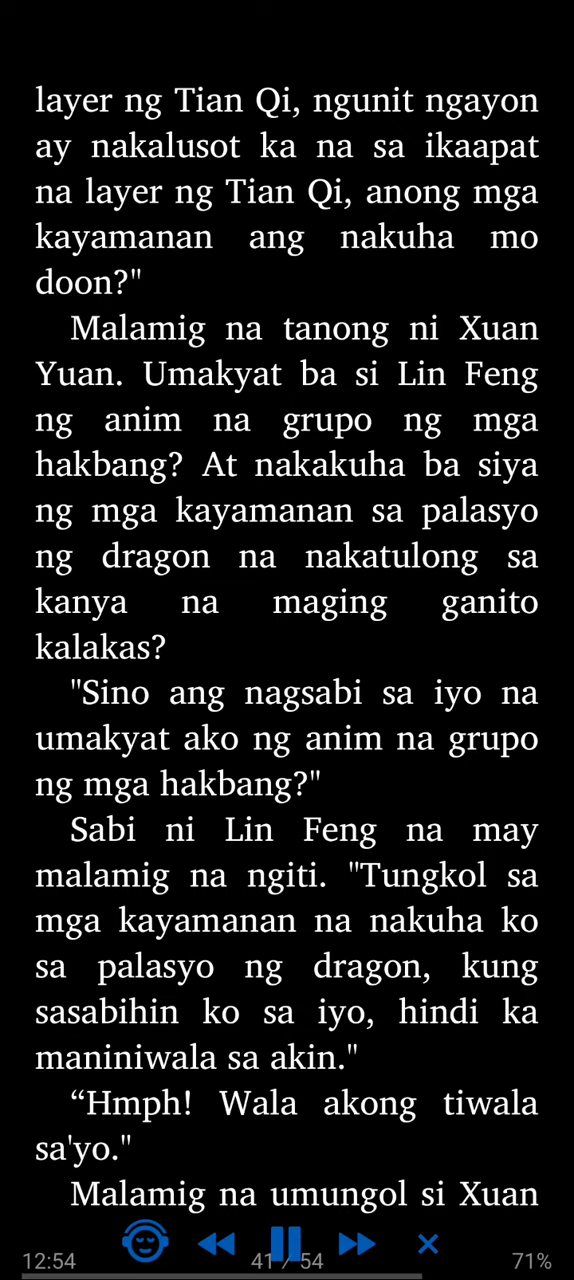 layer ng Tian Qi, ngunit ngayon
ay nakalusot ka na sa ikaapat
na layer ng Tian Qi, anong mga
kayamanan ang nakuha mo
doon?"
Malamig na tanong ni Xuan
Yuan. Umakyat ba si Lin Feng
ng anim na grupo ng mga
hakbang? At nakakuha ba siya
ng mga kayamanan sa palasyo
ng dragon na nakatulong sa
kanya na maging ganito
kalakas?
"Sino ang nagsabi sa iyo na
umakyat ako ng anim na grupo
ng mga hakbang?"
Sabi ni Lin Feng na may
malamig na ngiti. "Tungkol sa
mga kayamanan na nakuha ko
sa palasyo ng dragon, kung
sasabihin ko sa iyo, hindi ka
maniniwala sa akin."
“Hmph! Wala akong tiwala
sa'yo."
Malamig na umungol si Xuan
12:54 41 / 54 71%